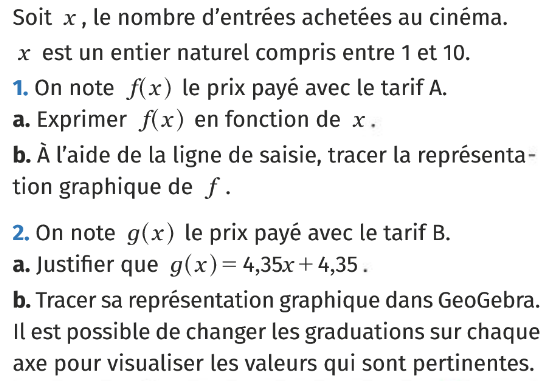 Soit x, le nombre d’entrées achetées au cinéma.
x est un entier naturel compris entre 1 et 10.
1. On note f(x) le prix payé avec le tarif A.
a. Exprimer f(x) en fonction de x.
b. À l’aide de la ligne de saisie, tracer la représenta-
tion graphique de f.
2. On note g(x) le prix payé avec le tarif B.
a. Justifier que g(x)= 4,35x+ 4,35.
b. Tracer sa représentation graphique dans GeoGebra.
Il est possible de changer les graduations sur chaque
axe pour visualiser les valeurs qui sont pertinentes.